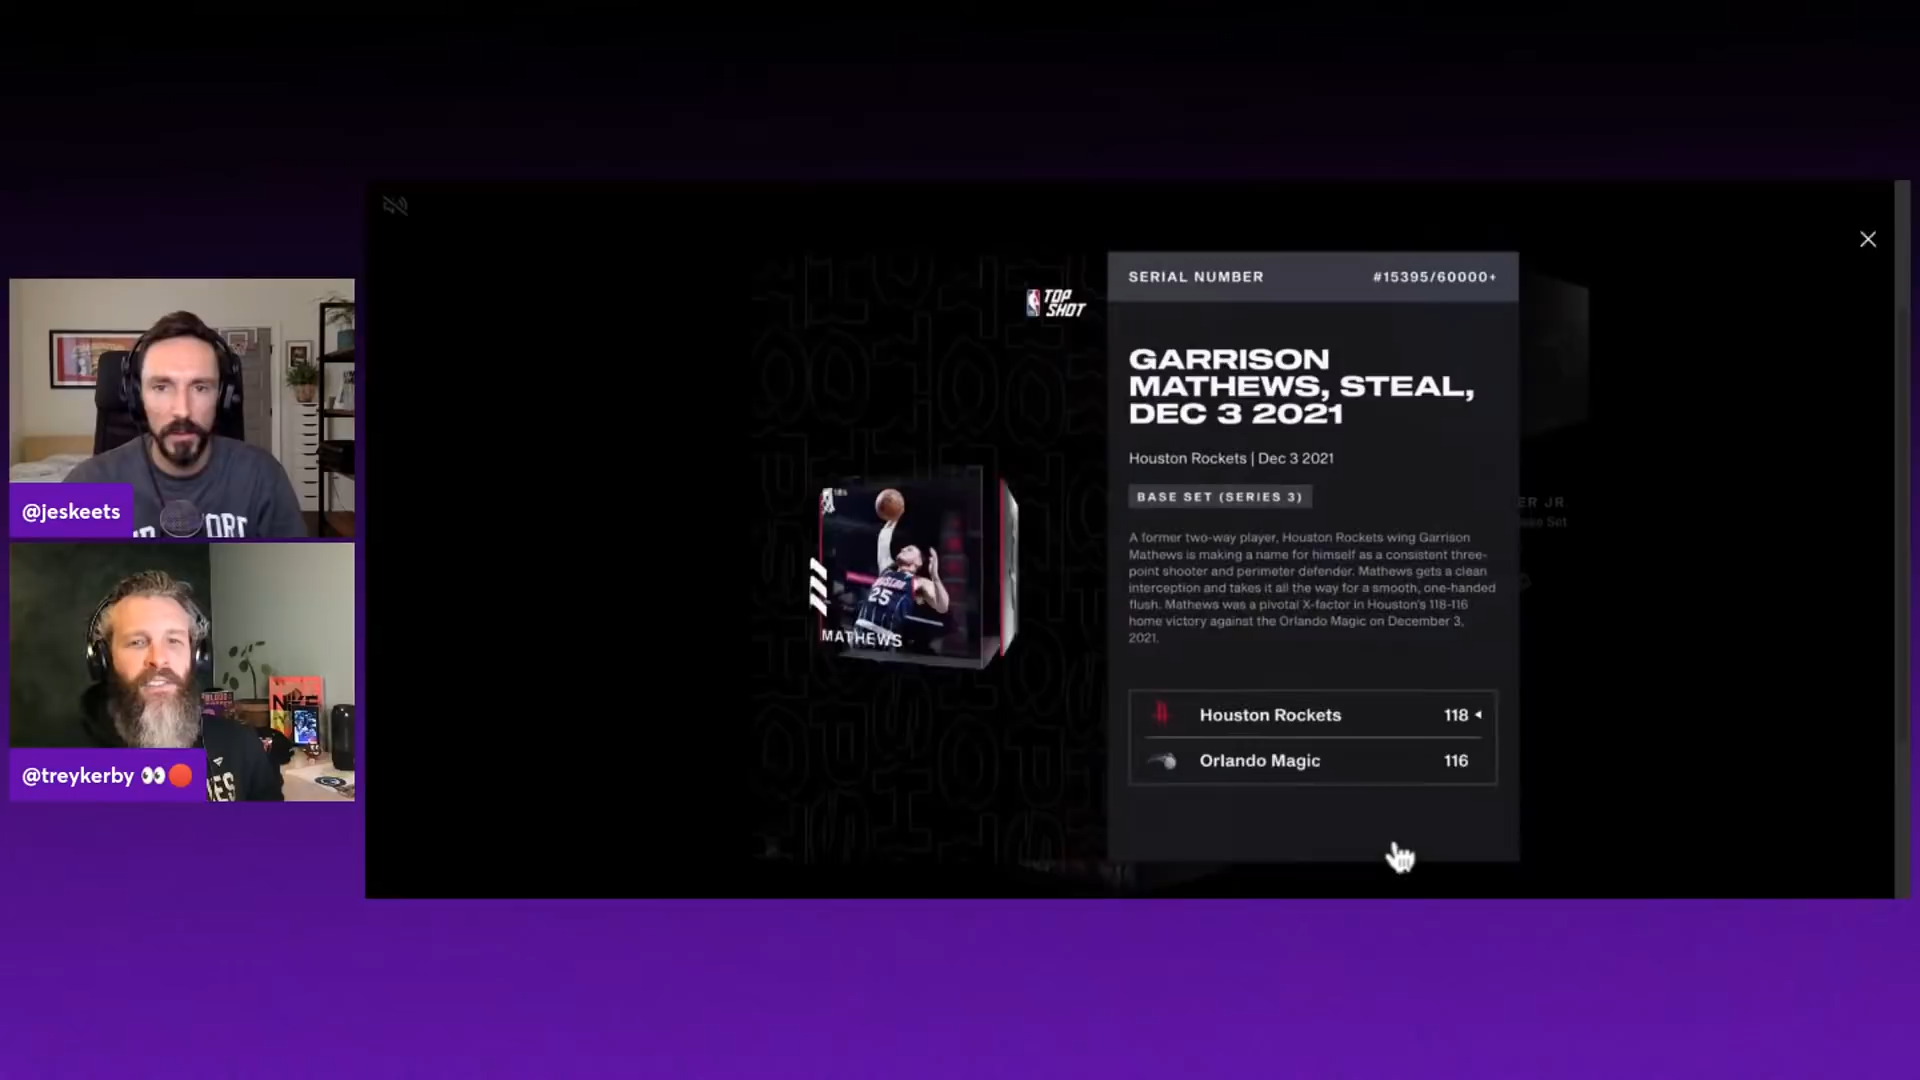 TOP
SHOT
SERIAL NUMBER #15395/60000+
GARRISON
MATHEWS, STEAL,
DEC 3 2021
Houston Rockets | Dec 3 2021
BASE SET (SERIES 3)
A former two-way player, Houston Rockets wing Garrison
Mathews is making a name for himself as a consistent three-
point shooter and perimeter defender. Mathews gets a clean
interception and takes it all the way for a smooth, one-handed
flush. Mathews was a pivotal X-factor in Houston's 118-116
home victory against the Orlando Magic on December 3,
2021.
Houston Rockets 118
Orlando Magic 116
HOUSTON
25
MATHEWS
ER JR.
@jeskeets
@treykerby